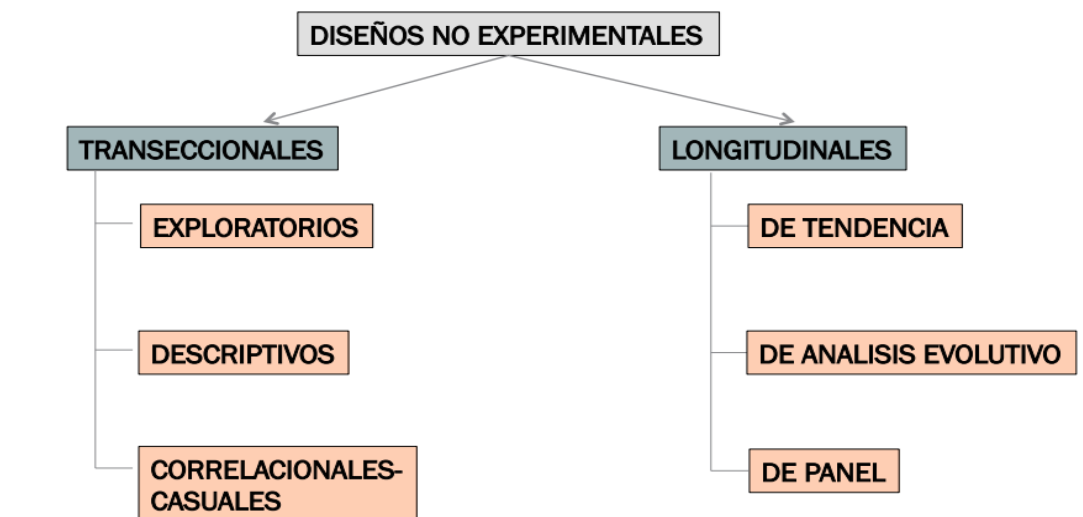 DISEÑOS NO EXPERIMENTALES
TRANSECCIONALES
EXPLORATORIOS
DESCRIPTIVOS
CORRELACIONALES-
CASUALES
LONGITUDINALES
DE TENDENCIA
DE ANALISIS EVOLUTIVO
DE PANEL